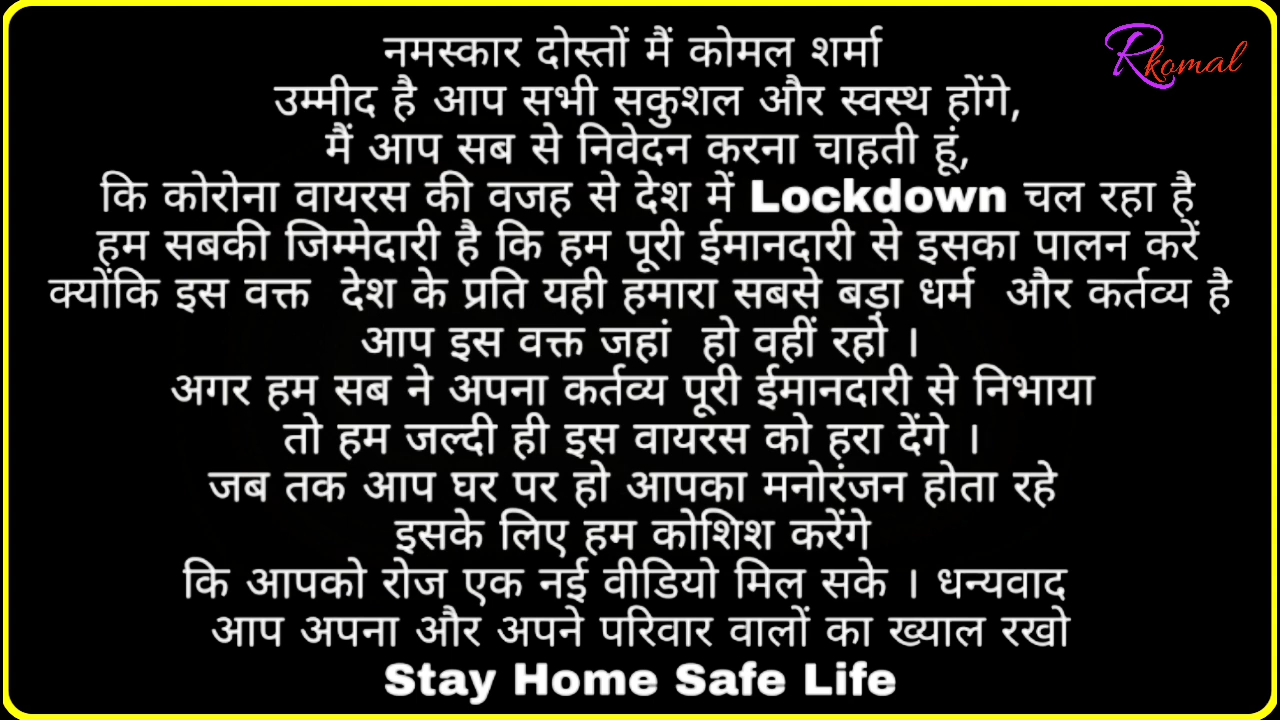 नमस्कार दोस्तों मैं कोमल शर्मा
Rkomal
उम्मीद है आप सभी सकुशल और स्वस्थ होंगे,
मैं आप सब से निवेदन करना चाहती हूं,
कि कोरोना वायरस की वजह से देश में Lockdown चल रहा है
हम सबकी जिम्मेदारी है कि हम पूरी ईमानदारी से इसका पालन करें
क्योंकि इस वक्त देश के प्रति यही हमारा सबसे बड़ा धर्म और कर्तव्य है
आप इस वक्त जहां हो वहीं रहो ।
अगर हम सब ने अपना कर्तव्य पूरी ईमानदारी से निभाया
तो हम जल्दी ही इस वायरस को हरा देंगे ।
जब तक आप घर पर हो आपका मनोरंजन होता रहे
इसके लिए हम कोशिश करेंगे
कि आपको रोज एक नई वीडियो मिल सके । धन्यवाद
आप अपना और अपने परिवार वालों का ख्याल रखो
Stay Home Safe Life